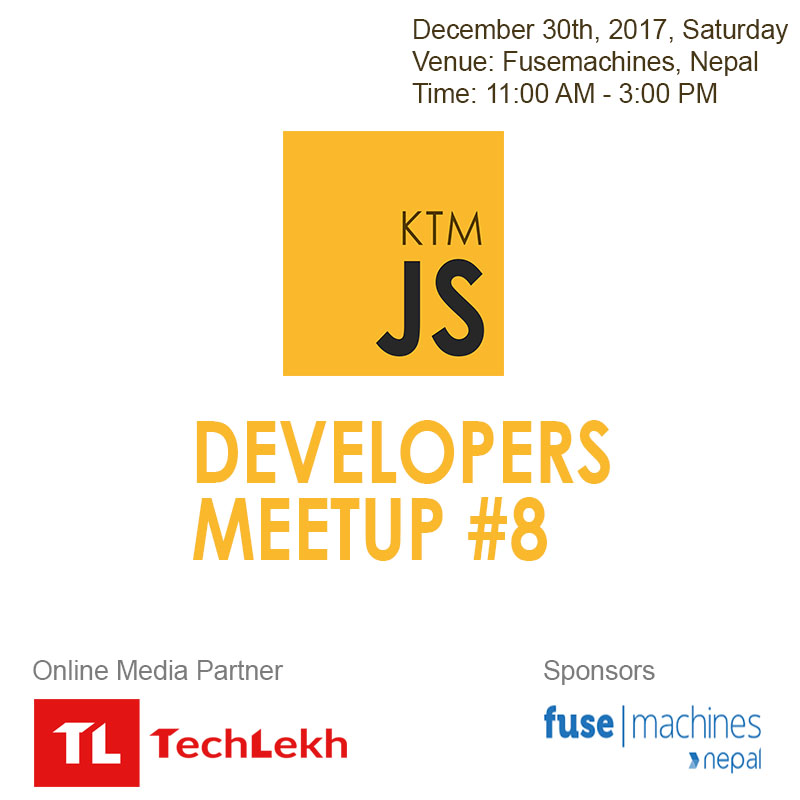 December 30th, 2017, Saturday
Venue: Fusemachines, Nepal
Time: 11:00 AM - 3:00 PM
KTM
JS
DEVELOPERS
MEETUP #8
Online Media Partner
TL TechLekh
Sponsors
fuse|machines
nepal